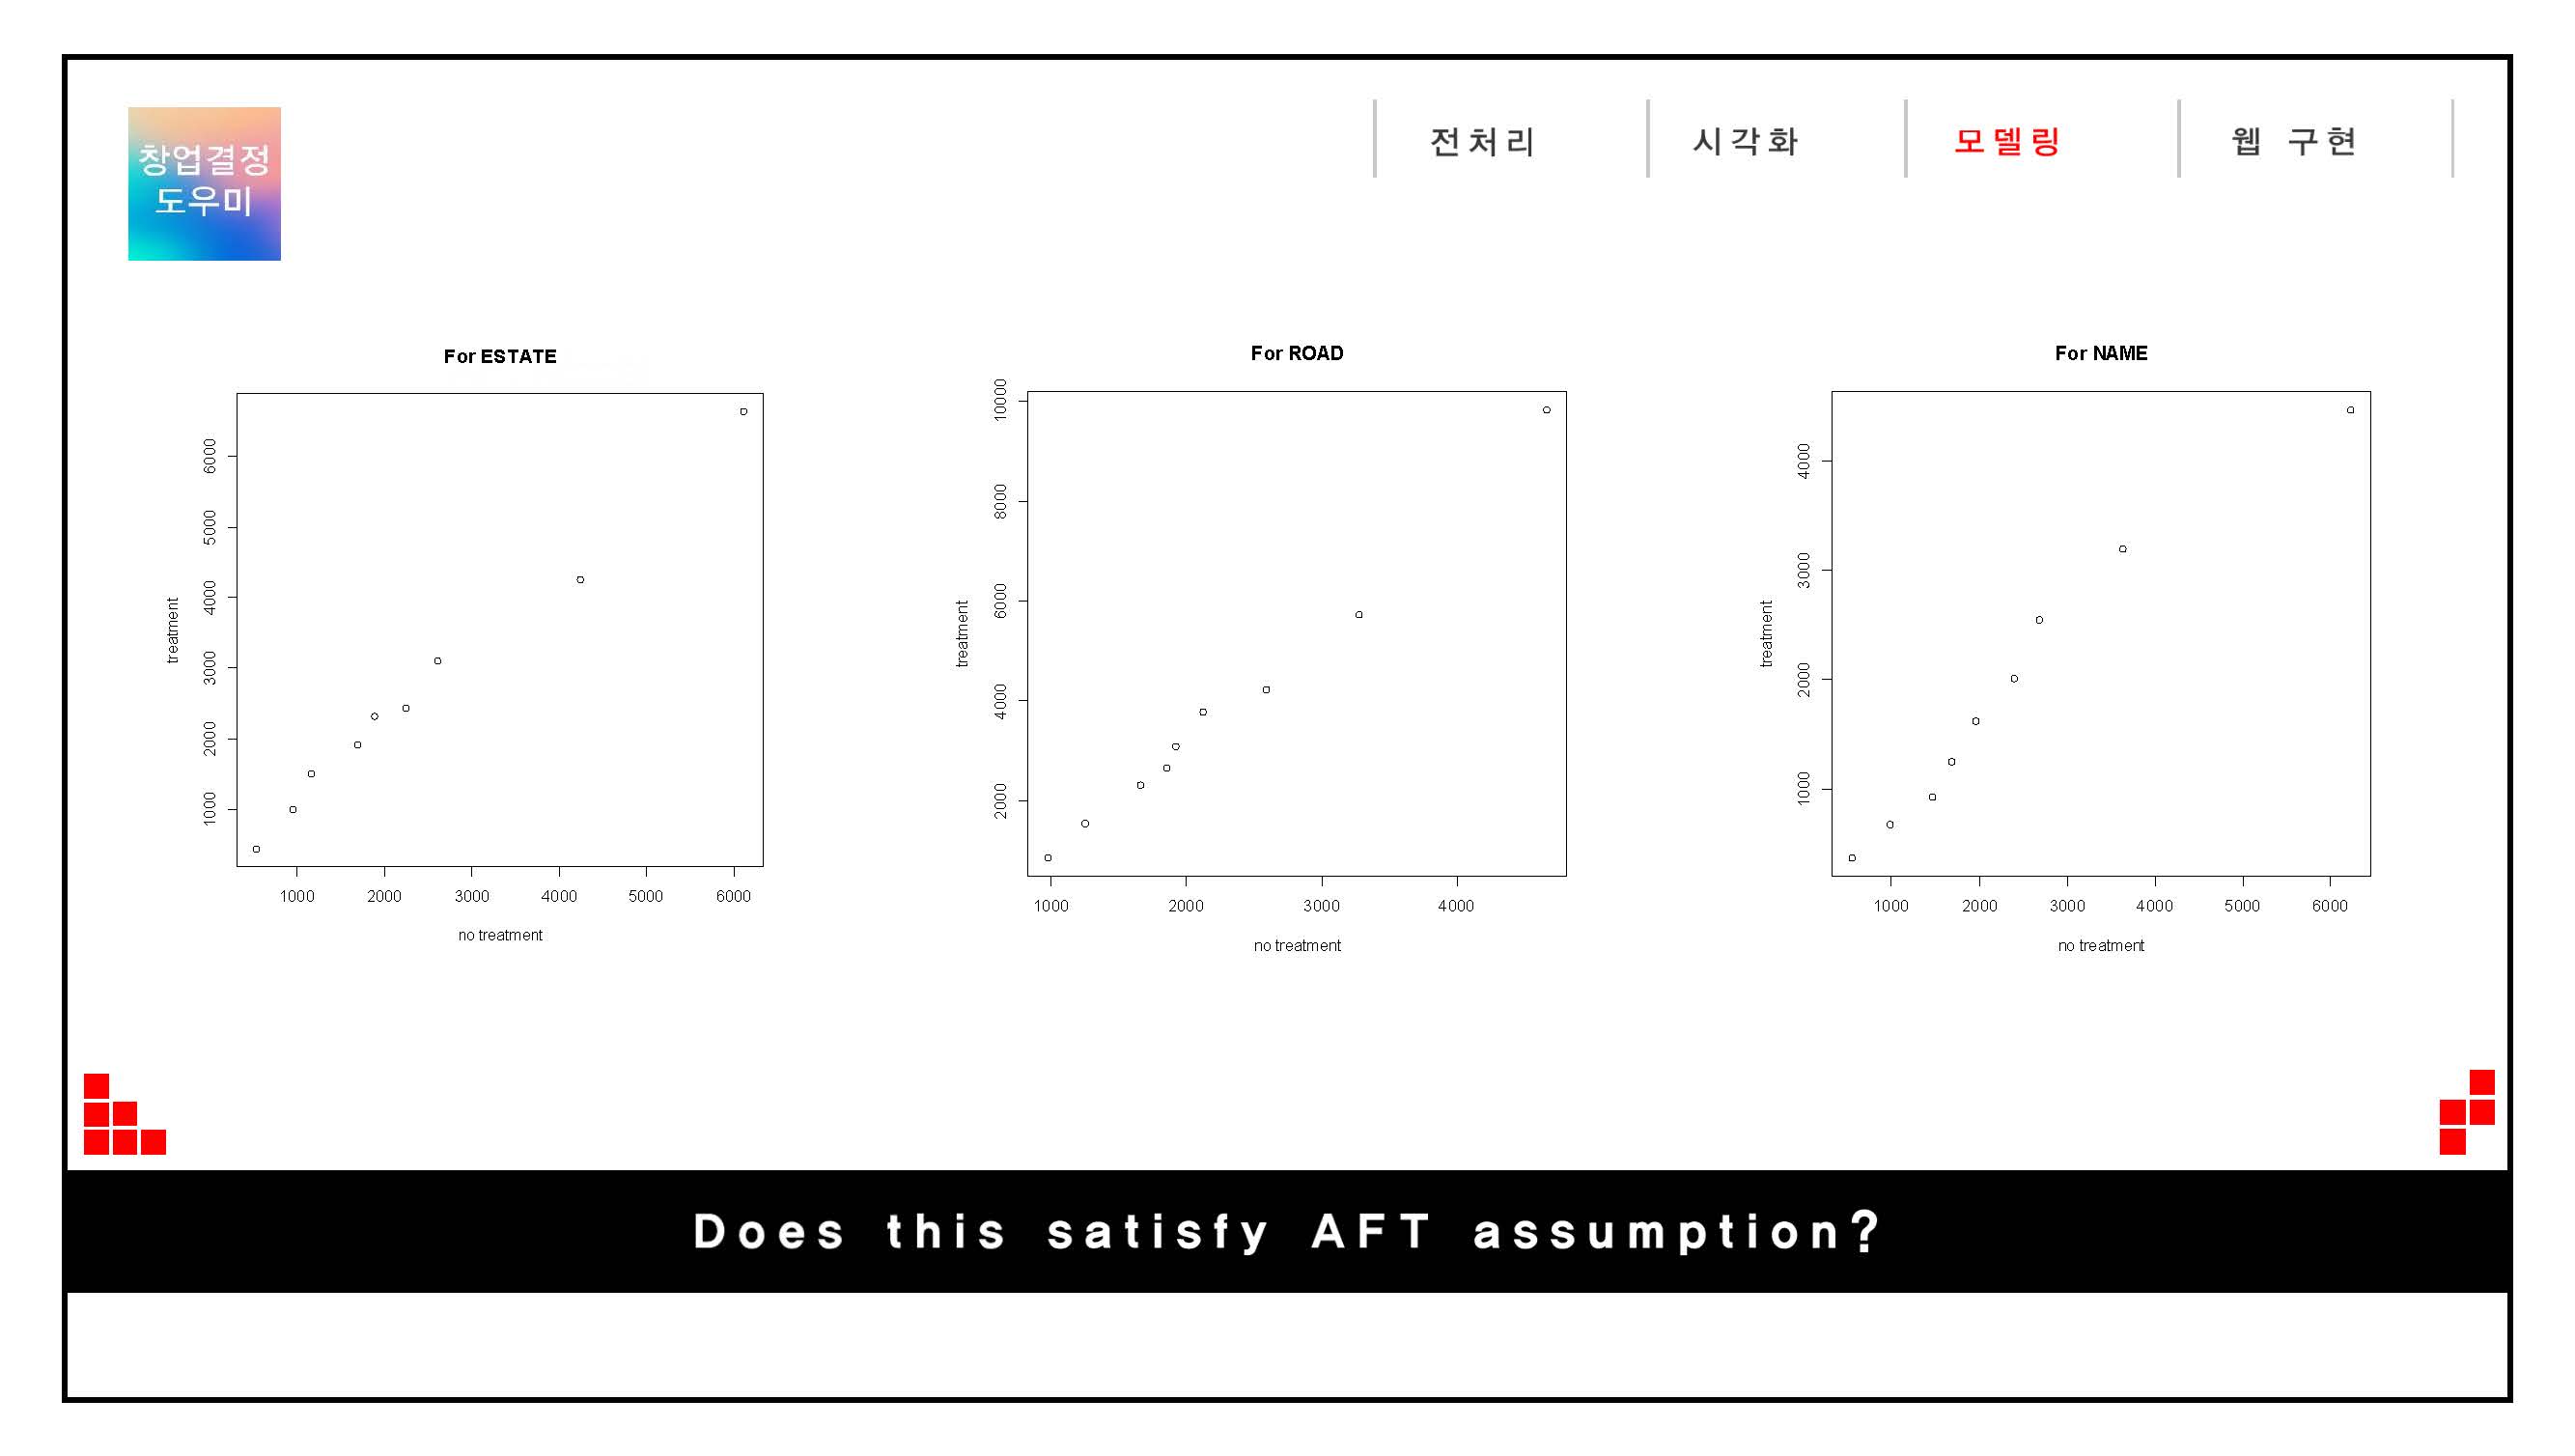 창업결정
도우미
전처리
시각화
모델링
웹 구현
For ESTATE
treatment
6000
5000
4000
3000
2000
1000
1000 2000 3000 4000 5000 6000
no treatment
For ROAD
treatment
10000
8000
6000
4000
2000
1000 2000 3000 4000
no treatment
For NAME
treatment
4000
3000
2000
1000
1000 2000 3000 4000 5000 6000
no treatment
Does this satisfy AFT assumption?